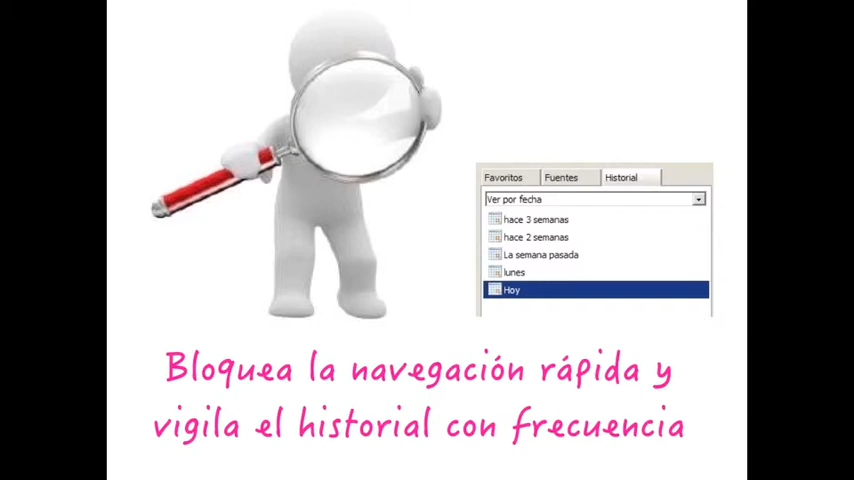 Favoritos Fuentes Historial
Ver por fecha
hace 3 semanas
hace 2 semanas
La semana pasada
lunes
Hoy
Bloquea la navegación rápida y
vigila el historial con frecuencia